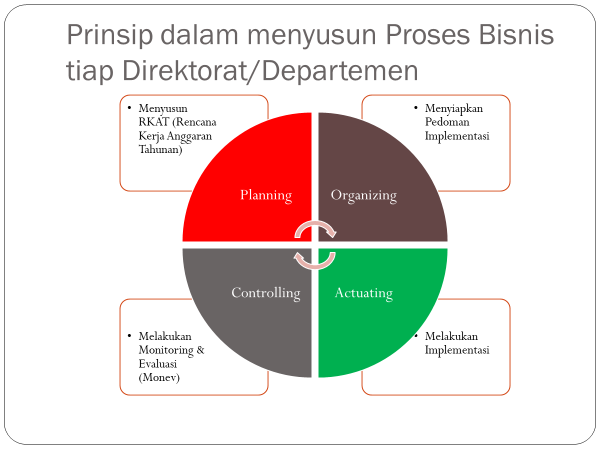 Prinsip dalam menyusun Proses Bisnis
tiap Direktorat/Departemen
• Menyusun
RKAT (Rencana
Kerja Anggaran
Tahunan)
• Menyiapkan
Pedoman
Implementasi
Planning
Organizing
Controlling
Actuating
• Melakukan
Monitoring &
Evaluasi
(Monev)
• Melakukan
Implementasi